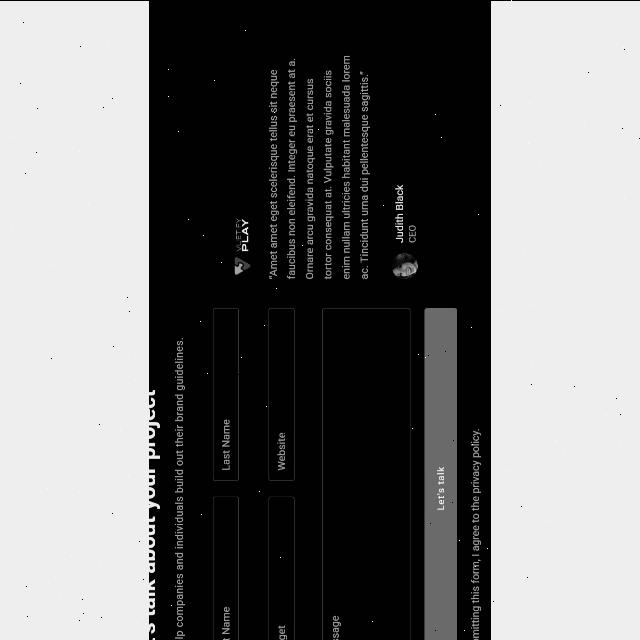 s talk about your project
lp companies and individuals build out their brand guidelines.
t Name
Last Name
get
Website
ssage
Let's talk
mitting this form, I agree to the privacy policy.
PLAY
"Amet amet eget scelerisque tellus sit neque
faucibus non eleifend. Integer eu praesent at a.
Ornare arcu gravida natoque erat et cursus
tortor consequat at. Vulputate gravida sociis
enim nullam ultricies habitant malesuada lorem
ac. Tincidunt urna dui pellentesque sagittis."
Judith Black
CEO